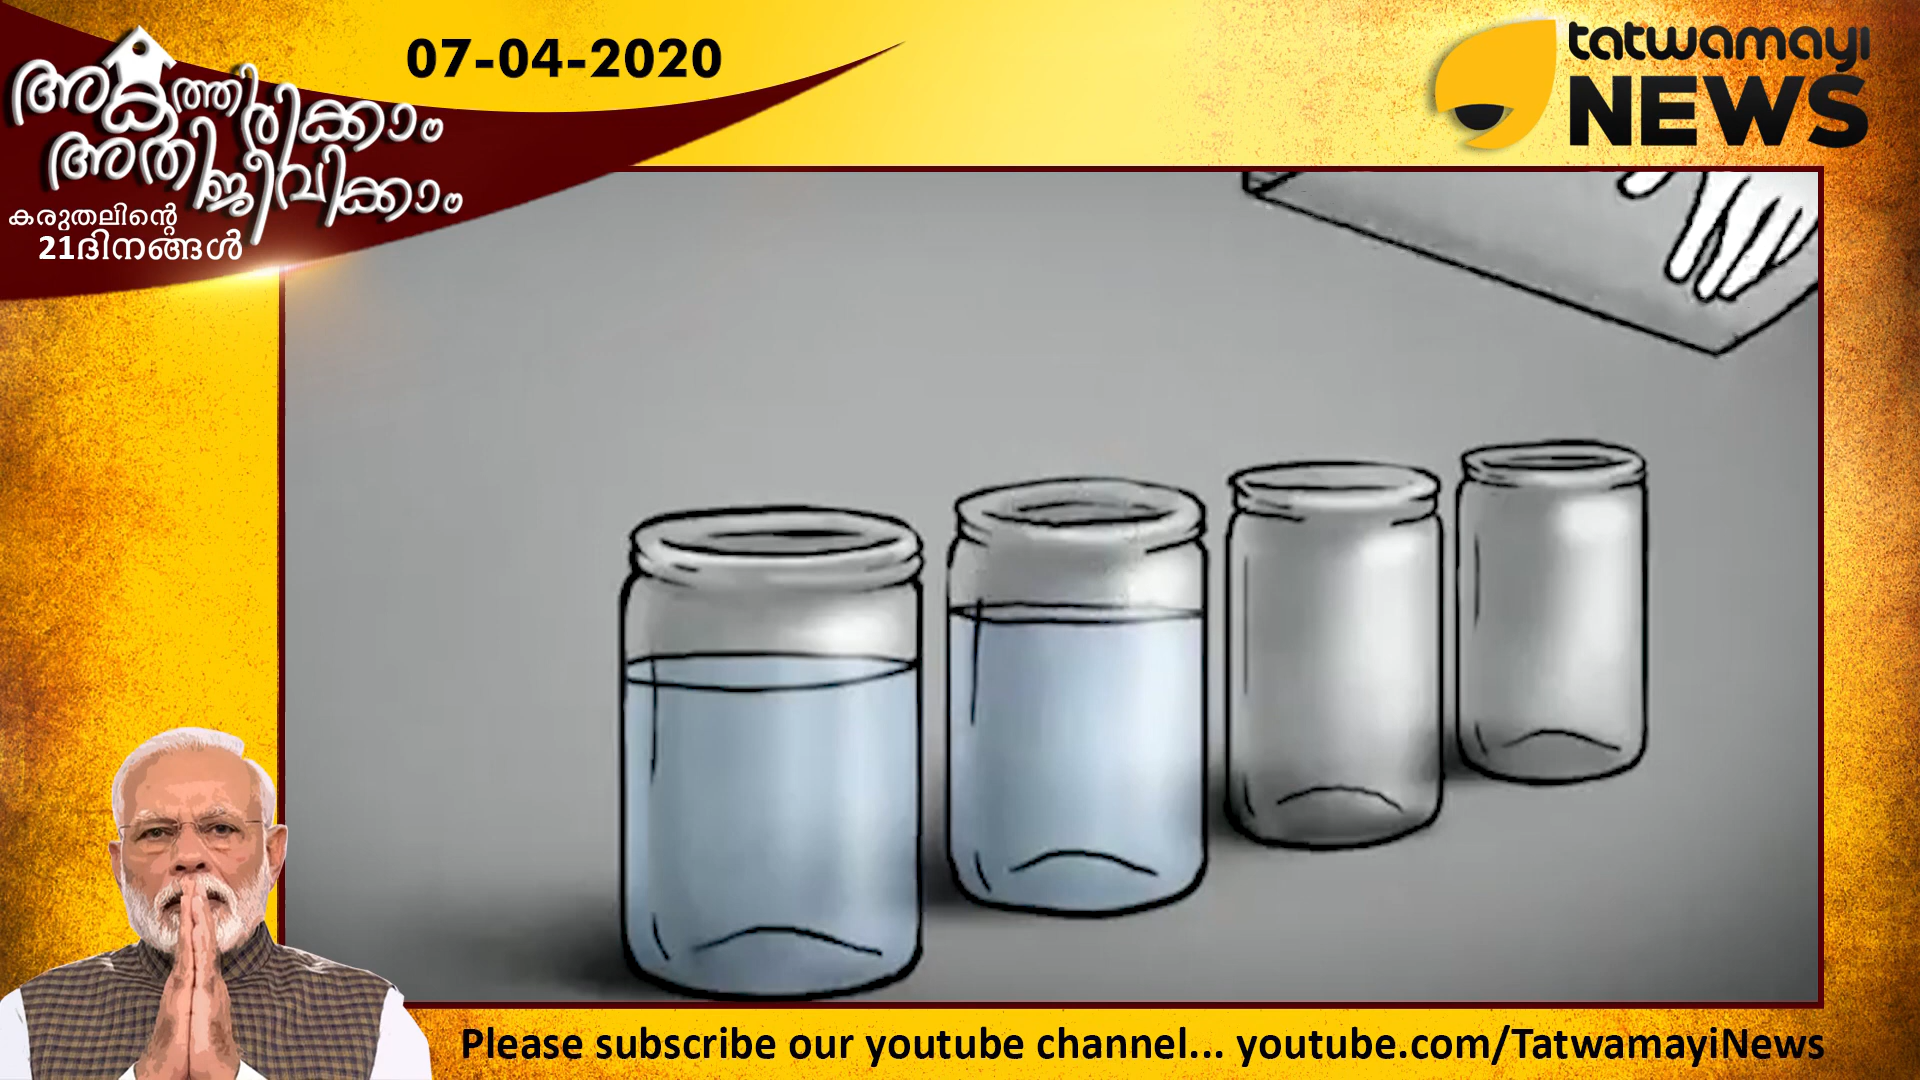 അകത്തിരിക്കാം
അതിജീവിക്കാം
കരുതലിന്റെ
21ദിനങ്ങൾ
07-04-2020
tatwamayi
NEWS
Please subscribe our youtube channel... youtube.com/TatwamayiNews